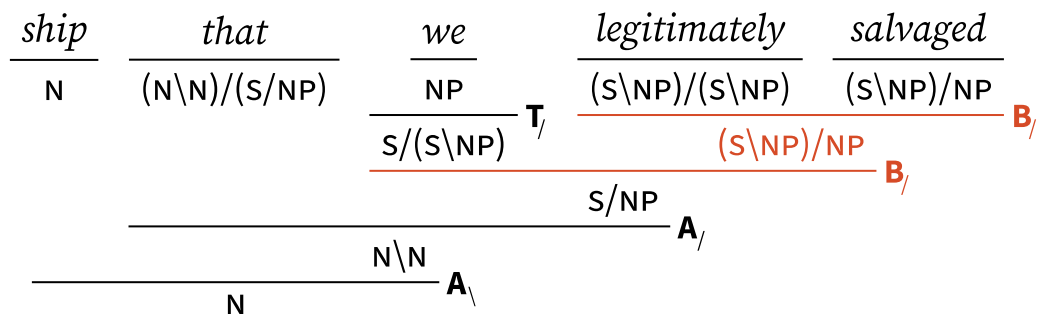 ship that we legitimately salvaged
N (N\N)/(S/NP) NP (S\NP)/(S\NP) (S\NP)/NP
T/ B/
S/(S\NP) (S\NP)/NP
B/
S/NP
A/
N\N
A\
N